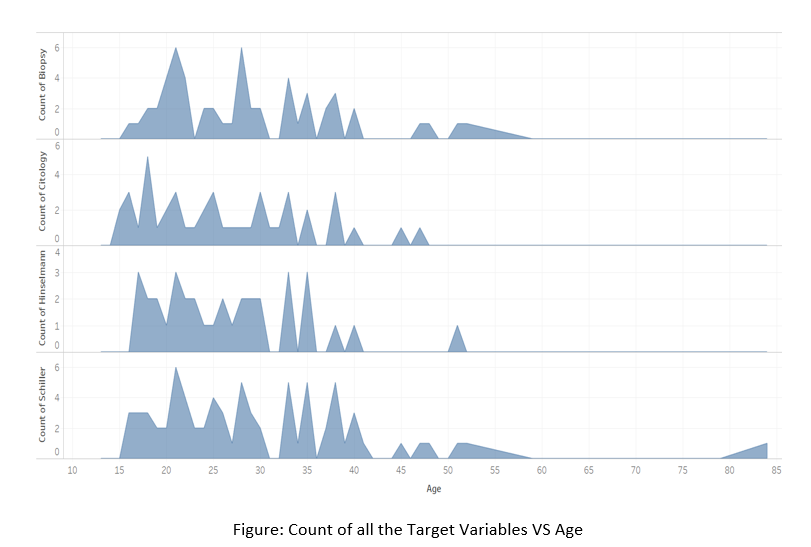 Count of Biopsy
6
4
2
0
Count of Citology
6
4
2
0
Count of Hinselmann
4
3
2
1
0
Count of Schiller
6
4
2
0
10 15 20 25 30 35 40 45 50 55 60 65 70 75 80 85
Age
Figure: Count of all the Target Variables VS Age